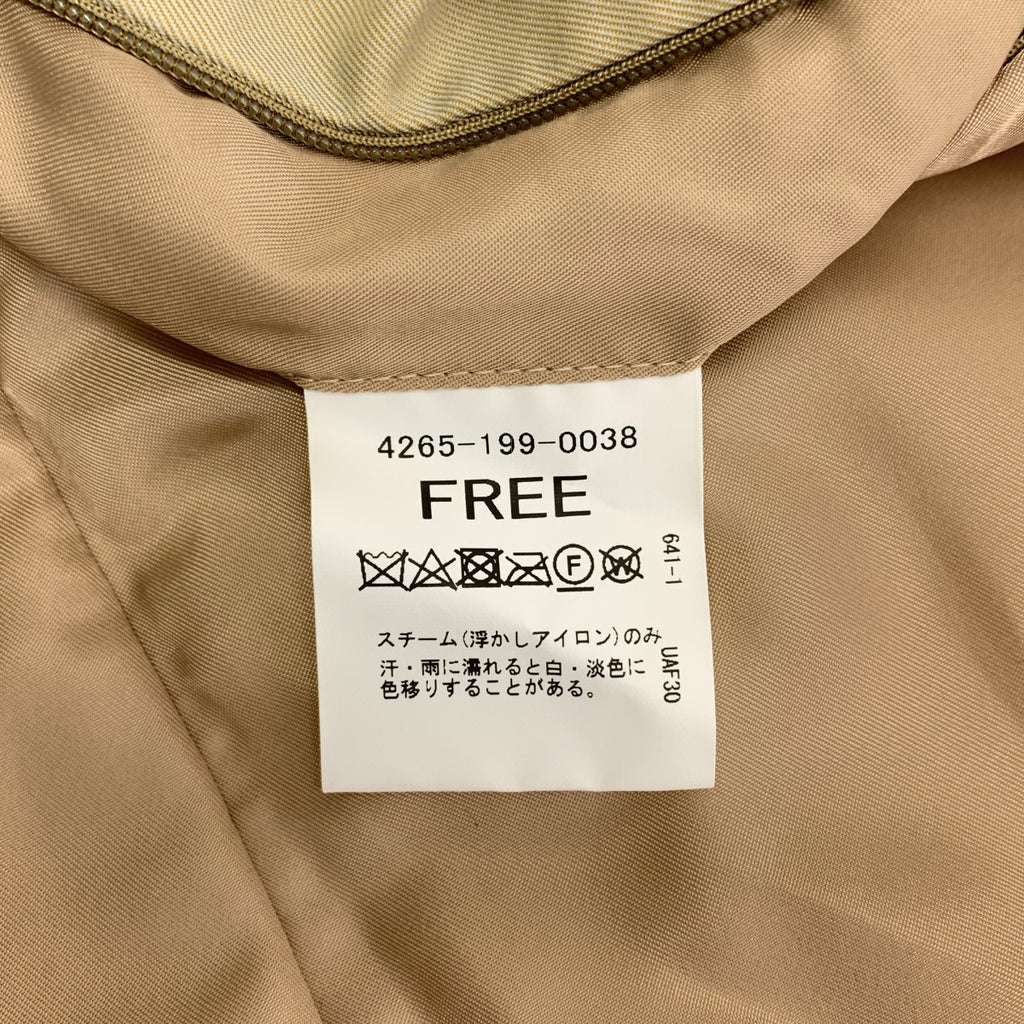 4265-199-0038
FREE
F W
641-1
スチーム(浮かしアイロン)のみ
汗・雨に濡れると白・淡色に
色移りすることがある。
UAF30